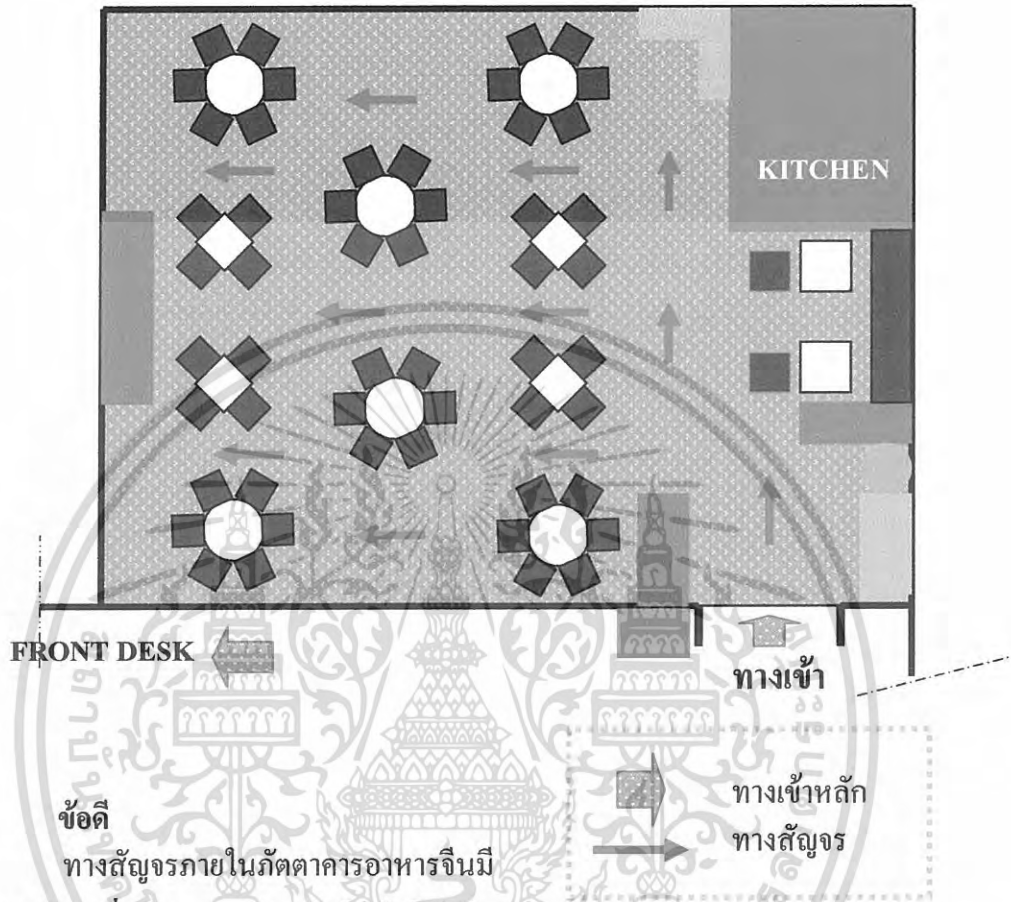 KITCHEN
FRONT DESK
ทางเข้า
ทางเข้าหลัก
ทางสัญจร
ข้อดี
ทางสัญจรภายในภัตตาคารอาหารจีนมี